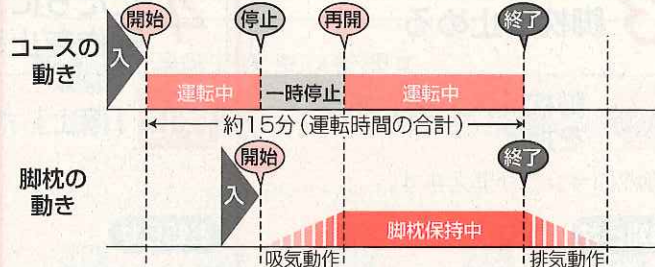 開始 停止 再開 終了
コースの
動き
入
運転中 一時停止 運転中
約15分(運転時間の合計)
開始 終了
脚枕の
動き
入
脚枕保持中
吸気動作 排気動作